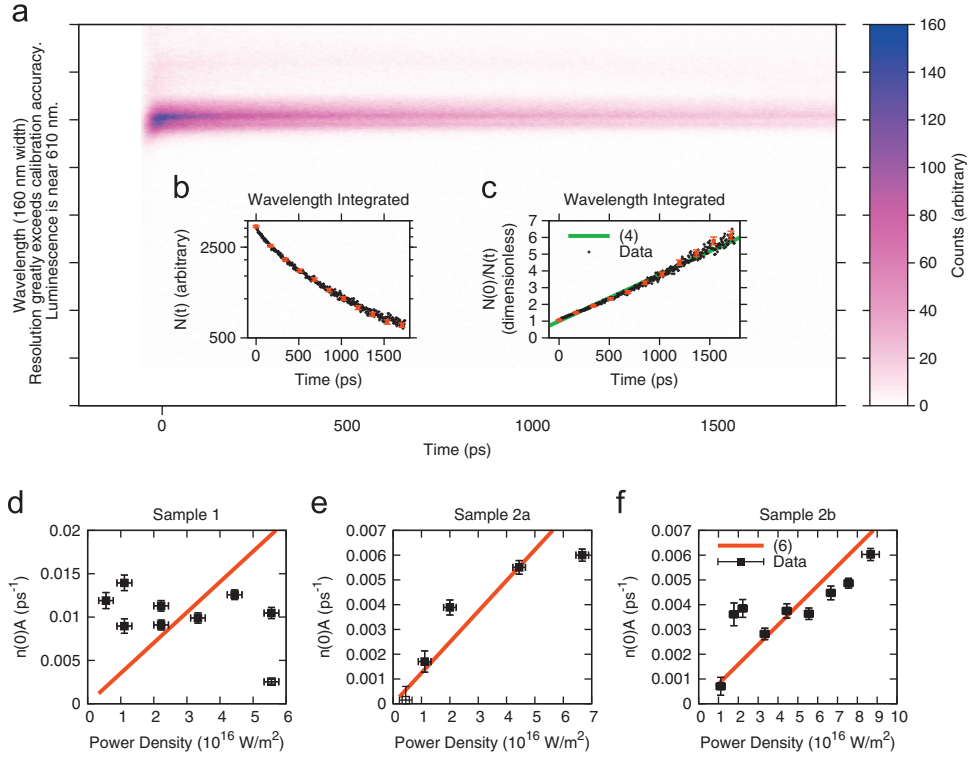 a
Wavelength (160 nm width)
Resolution greatly exceeds calibration accuracy.
Luminescence is near 610 nm.
160
140
120
100
80
60
40
20
0
Counts (arbitrary)
b
Wavelength Integrated
2500
500
N(t) (arbitrary)
0 500 1000 1500
Time (ps)
c
Wavelength Integrated
7
6
5
4
3
2
1
0
N(0)/N(t)
(dimensionless)
(4)
Data
0 500 1000 1500
Time (ps)
0 500 1000 1500
Time (ps)
d
Sample 1
0.02
0.015
0.01
0.005
0
n(0)A (ps⁻¹)
0 1 2 3 4 5 6
Power Density (10¹⁶ W/m²)
e
Sample 2a
0.007
0.006
0.005
0.004
0.003
0.002
0.001
0
n(0)A (ps⁻¹)
0 1 2 3 4 5 6 7
Power Density (10¹⁶ W/m²)
f
Sample 2b
0.007
0.006
0.005
0.004
0.003
0.002
0.001
0
n(0)A (ps⁻¹)
(6)
Data
0 1 2 3 4 5 6 7 8 9 10
Power Density (10¹⁶ W/m²)